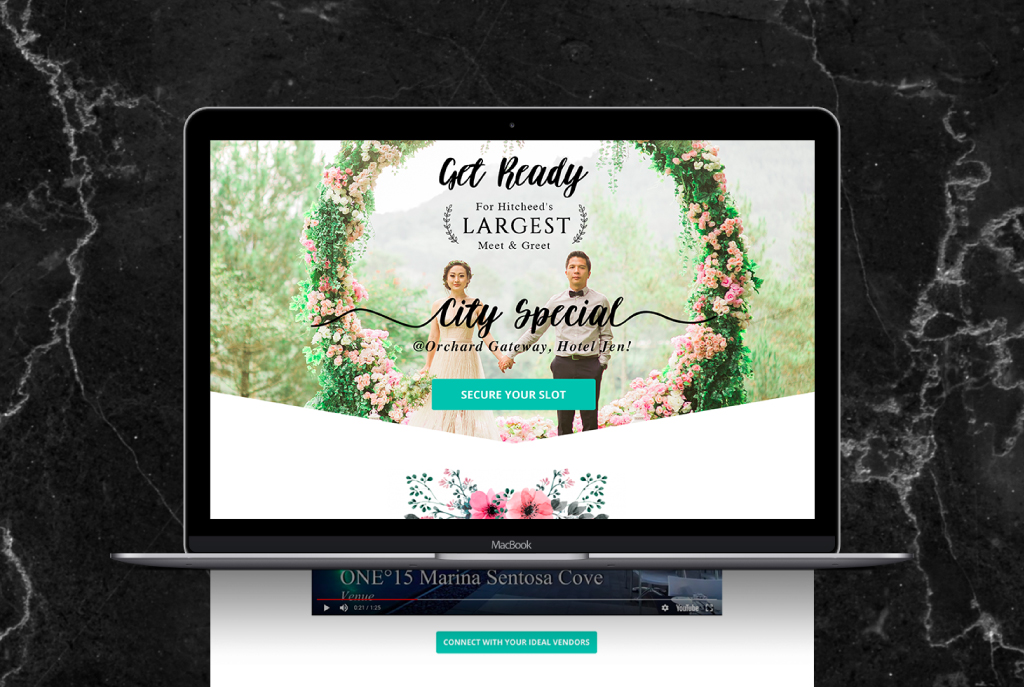 Get Ready
For Hitcheed's
LARGEST
Meet & Greet
City Special
@Orchard Gateway, Hotel Jen!
SECURE YOUR SLOT
MacBook
ONE°15 Marina Sentosa Cove
Venue
0:21 / 1:25
YouTube
CONNECT WITH YOUR IDEAL VENDORS